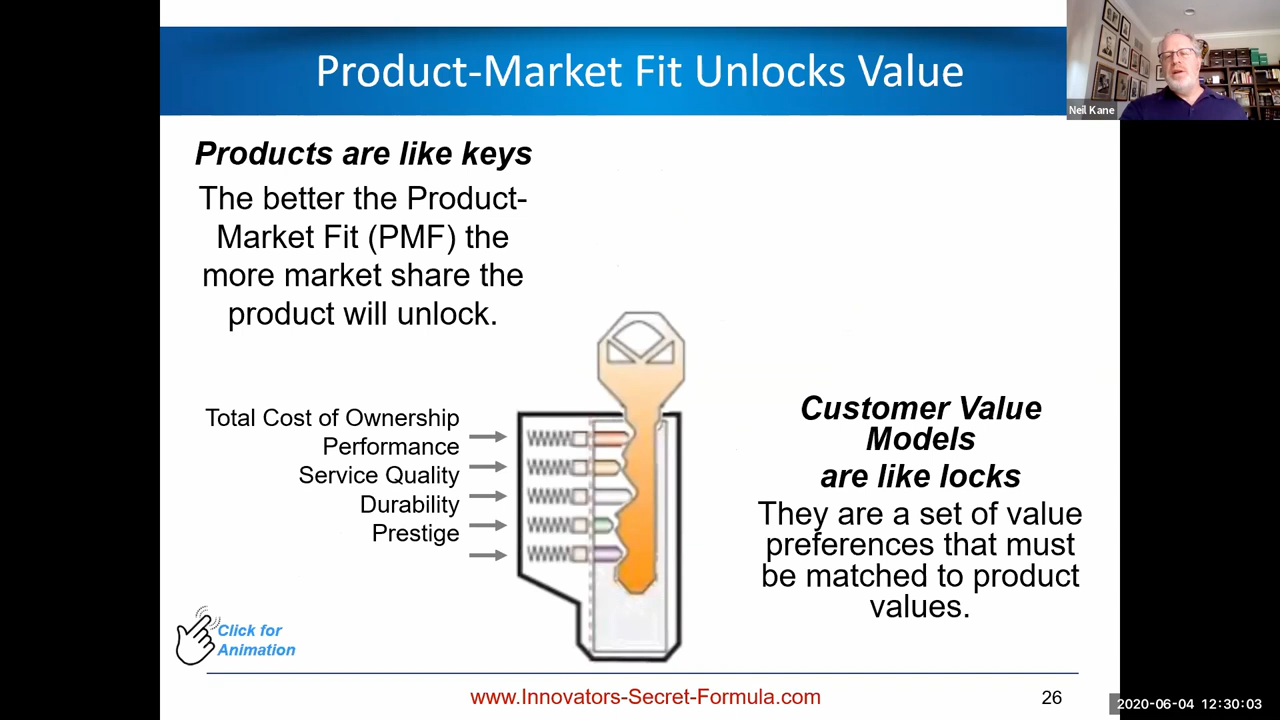 Product-Market Fit Unlocks Value
Neil Kane
Products are like keys
The better the Product-
Market Fit (PMF) the
more market share the
product will unlock.
Total Cost of Ownership
Performance
Service Quality
Durability
Prestige
Customer Value
Models
are like locks
They are a set of value
preferences that must
be matched to product
values.
Click for
Animation
www.Innovators-Secret-Formula.com
26
2020-06-04 12:30:03